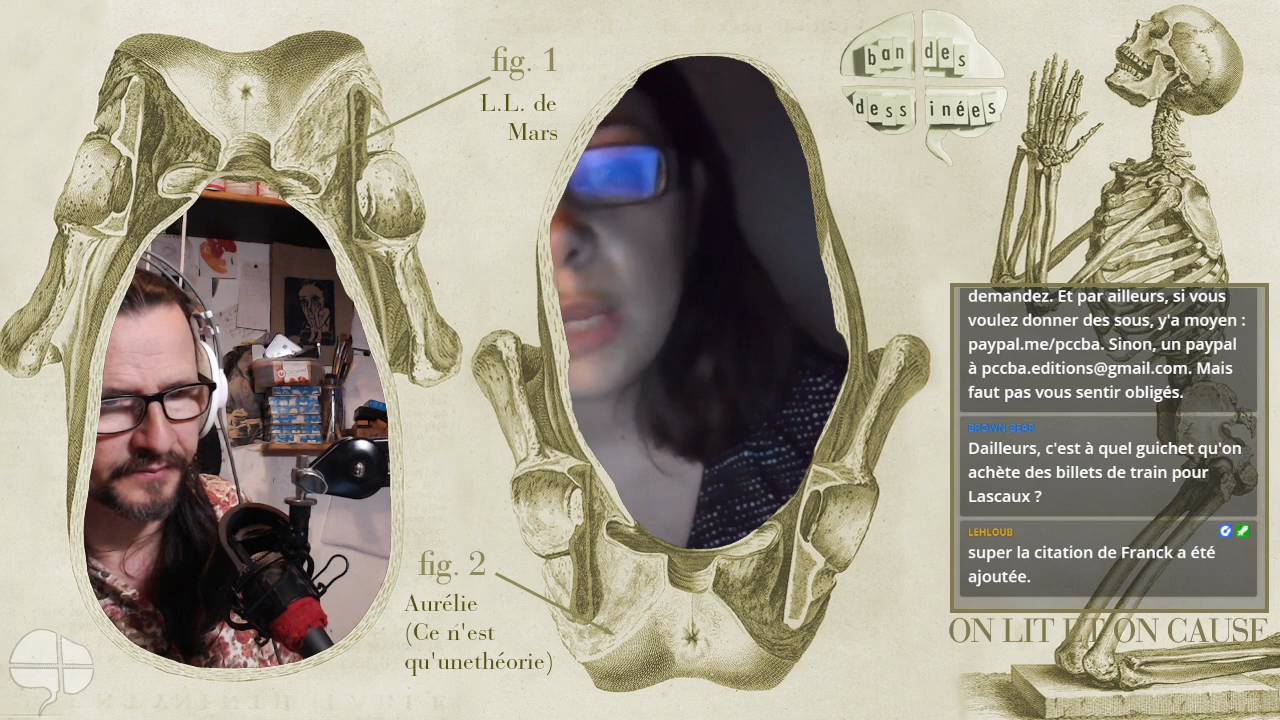 fig. 1
L.L. de
Mars
ban des
dess inées
demandez. Et par ailleurs, si vous
voulez donner des sous, y'a moyen :
paypal.me/pccba. Sinon, un paypal
à pccba.editions@gmail.com. Mais
faut pas vous sentir obligés.
BROWN BEAR
Dailleurs, c'est à quel guichet qu'on
achète des billets de train pour
Lascaux ?
LEHLOUB
super la citation de Franck a été
ajoutée.
fig. 2
Aurélie
(Ce n'est
qu'unethéorie)
ON LIT ET ON CAUSE